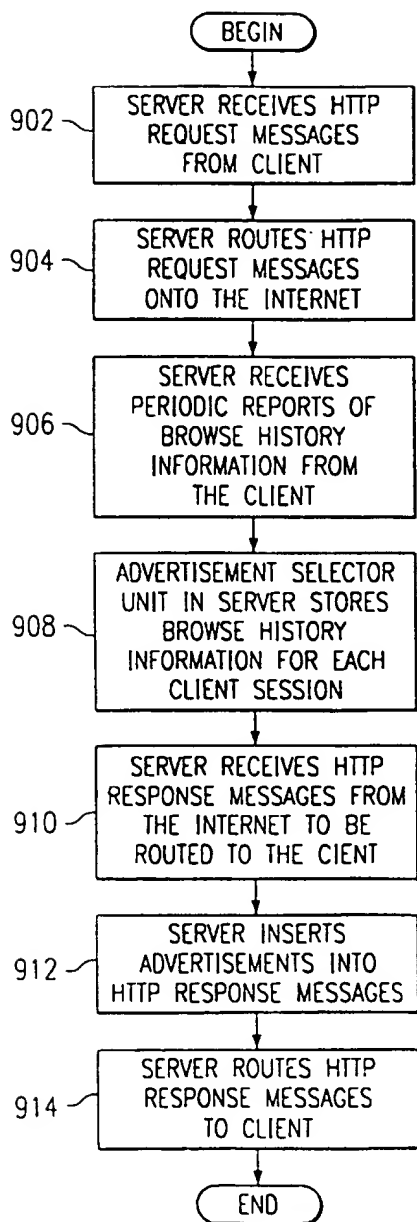 BEGIN
902
SERVER RECEIVES HTTP
REQUEST MESSAGES
FROM CLIENT
904
SERVER ROUTES HTTP
REQUEST MESSAGES
ONTO THE INTERNET
906
SERVER RECEIVES
PERIODIC REPORTS OF
BROWSE HISTORY
INFORMATION FROM
THE CLIENT
908
ADVERTISEMENT SELECTOR
UNIT IN SERVER STORES
BROWSE HISTORY
INFORMATION FOR EACH
CLIENT SESSION
910
SERVER RECEIVES HTTP
RESPONSE MESSAGES FROM
THE INTERNET TO BE
ROUTED TO THE CIENT
912
SERVER INSERTS
ADVERTISEMENTS INTO
HTTP RESPONSE MESSAGES
914
SERVER ROUTES HTTP
RESPONSE MESSAGES
TO CLIENT
END